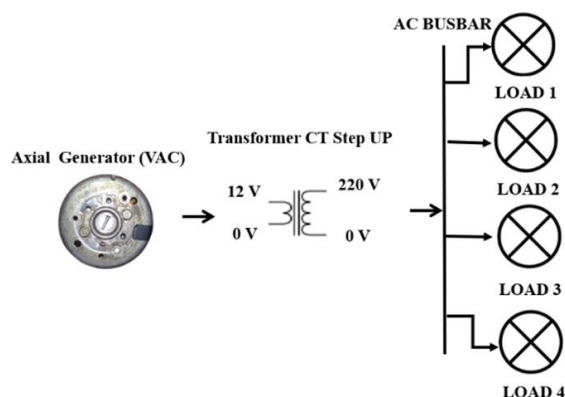 AC BUSBAR
LOAD 1
Transformer CT Step UP
Axial Generator (VAC)
12 V
220 V
0 V
0 V
LOAD 2
LOAD 3
LOAD 4